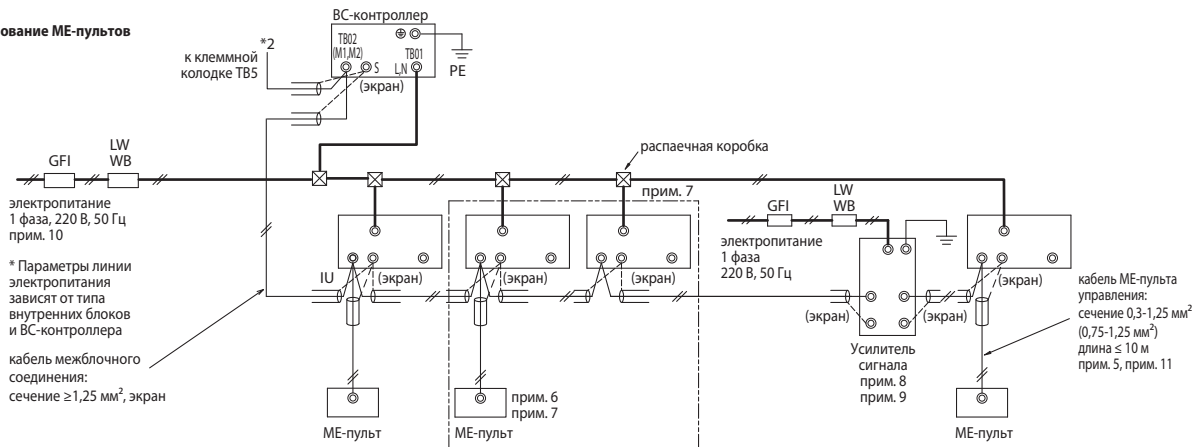 ование МЕ-пультов
ВС-контроллер
*2
к клеммной
колодке ТВ5
TB02
(M1,M2)
S
(экран)
TB01
L,N
PE
GFI
LW
WB
распаечная коробка
прим. 7
электропитание
1 фаза, 220 В, 50 Гц
прим. 10
* Параметры линии
электропитания
зависят от типа
внутренних блоков
и ВС-контроллера
кабель межблочного
соединения:
сечение ≥1,25 мм², экран
IU
(экран)
(экран)
(экран)
GFI
LW
WB
электропитание
1 фаза
220 В, 50 Гц
(экран)
(экран)
(экран)
Усилитель
сигнала
прим. 8
прим. 9
кабель МЕ-пульта
управления:
сечение 0,3-1,25 мм²
(0,75-1,25 мм²)
длина ≤ 10 м
прим. 5, прим. 11
прим. 6
прим. 7
МЕ-пульт
МЕ-пульт
МЕ-пульт